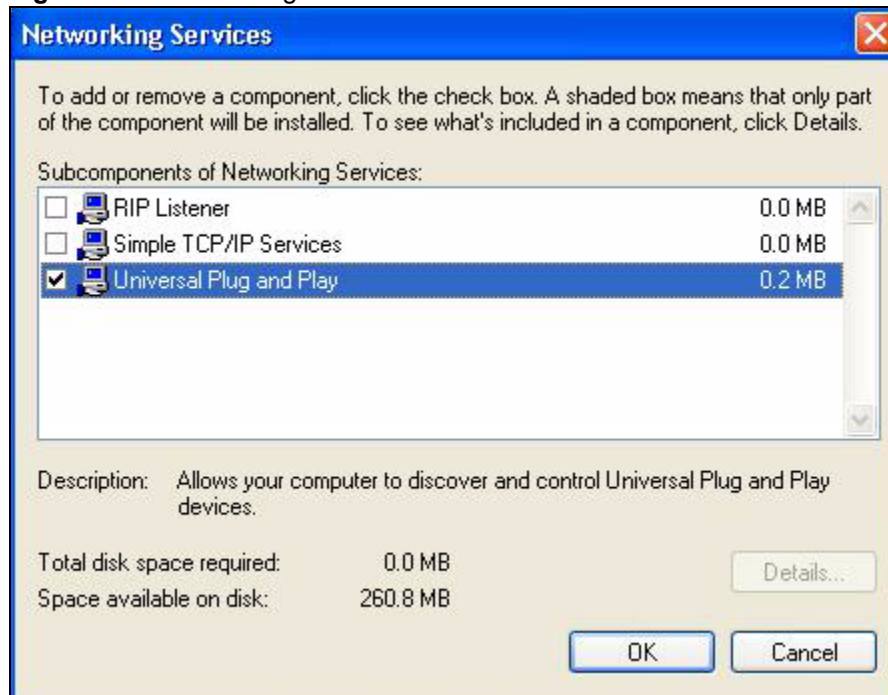 Networking Services
To add or remove a component, click the check box. A shaded box means that only part
of the component will be installed. To see what's included in a component, click Details.
Subcomponents of Networking Services:
RIP Listener 0.0 MB
Simple TCP/IP Services 0.0 MB
Universal Plug and Play 0.2 MB
Description: Allows your computer to discover and control Universal Plug and Play
devices.
Total disk space required: 0.0 MB
Details...
Space available on disk: 260.8 MB
OK Cancel